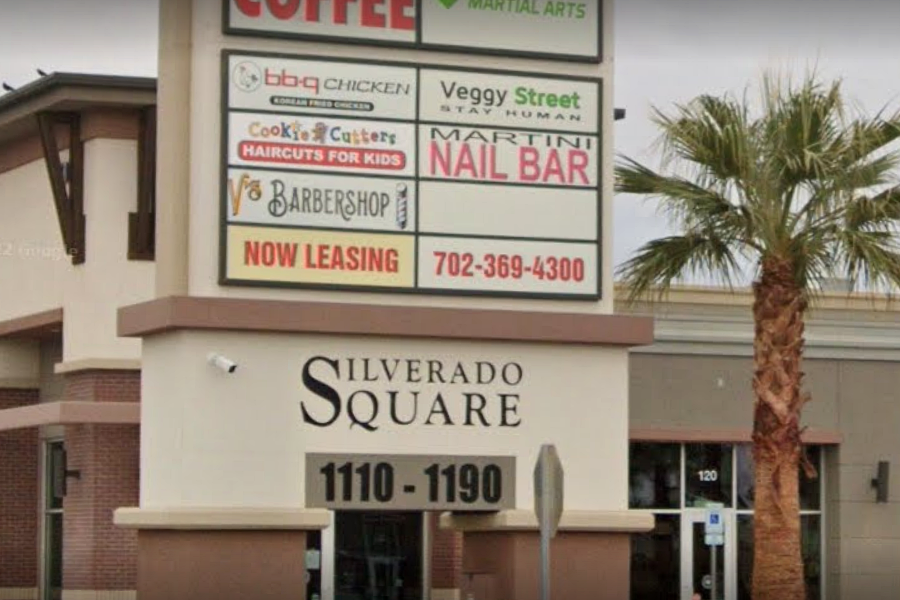 COFFEE
MARTIAL ARTS
bb.q CHICKEN
KOREAN FRIED CHICKEN
Veggy Street
STAY HUMAN
Cookie Cutters
HAIRCUTS FOR KIDS
MARTINI
NAIL BAR
V's BARBERSHOP
NOW LEASING
702-369-4300
SILVERADO
SQUARE
1110 - 1190
120
Google